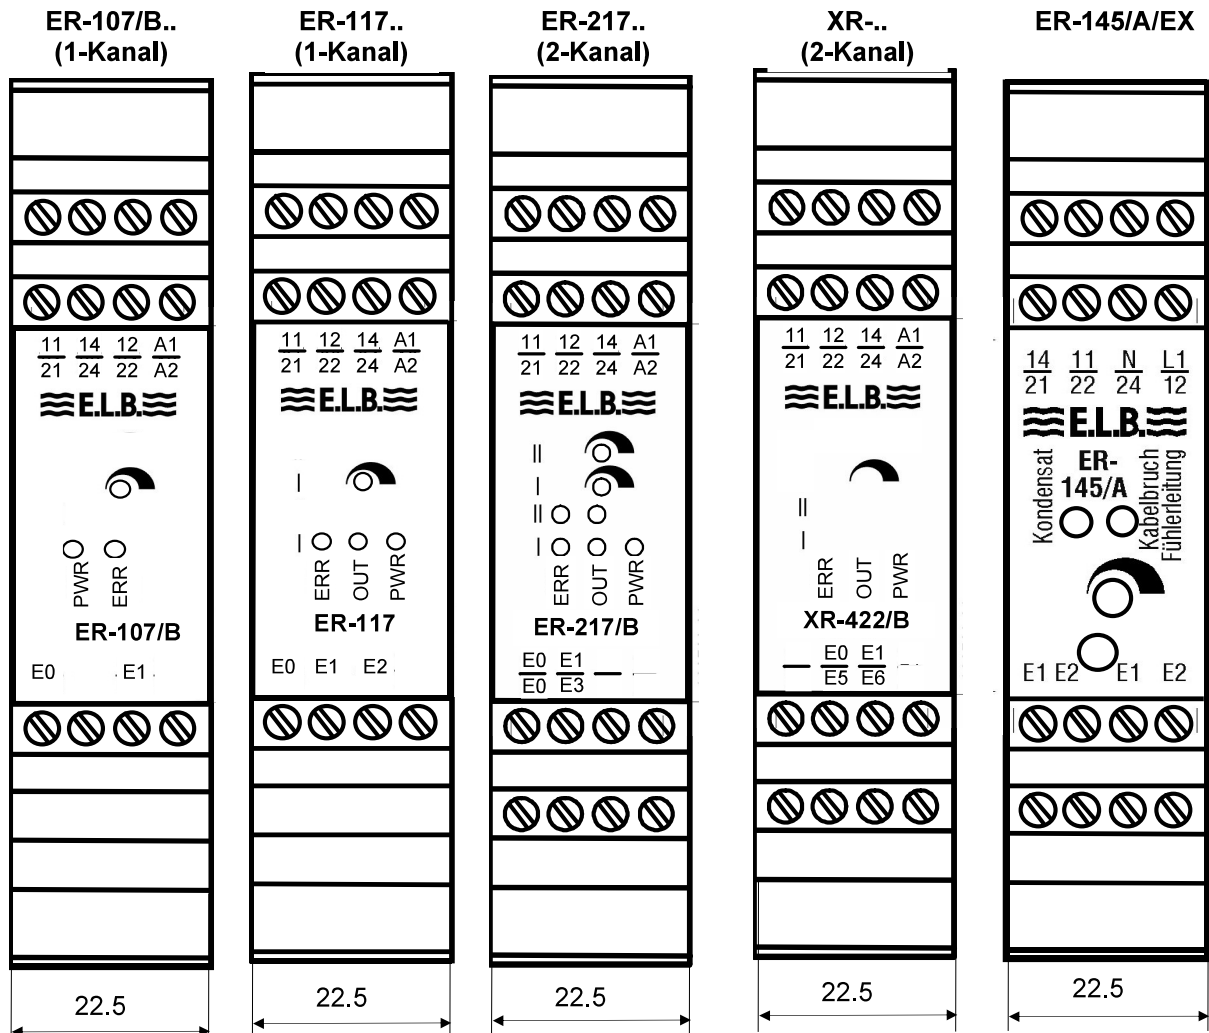 ER-107/B..
(1-Kanal)
11 14 12 A1
21 24 22 A2
E.L.B.
PWR
ERR
ER-107/B
E0 E1
22.5
ER-117..
(1-Kanal)
11 12 14 A1
21 22 24 A2
E.L.B.
I
I
ERR
OUT
PWR
ER-117
E0 E1 E2
22.5
ER-217..
(2-Kanal)
11 12 14 A1
21 22 24 A2
E.L.B.
II
I
II
I
ERR
OUT
PWR
ER-217/B
E0 E1
E0 E3
22.5
XR-..
(2-Kanal)
11 12 14 A1
21 22 24 A2
E.L.B.
II
I
ERR
OUT
PWR
XR-422/B
E0 E1
E5 E6
22.5
ER-145/A/EX
14 11 N L1
21 22 24 12
E.L.B.
Kondensat
ER-
145/A
Kabelbruch
Fühlerleitung
E1 E2 E1 E2
22.5